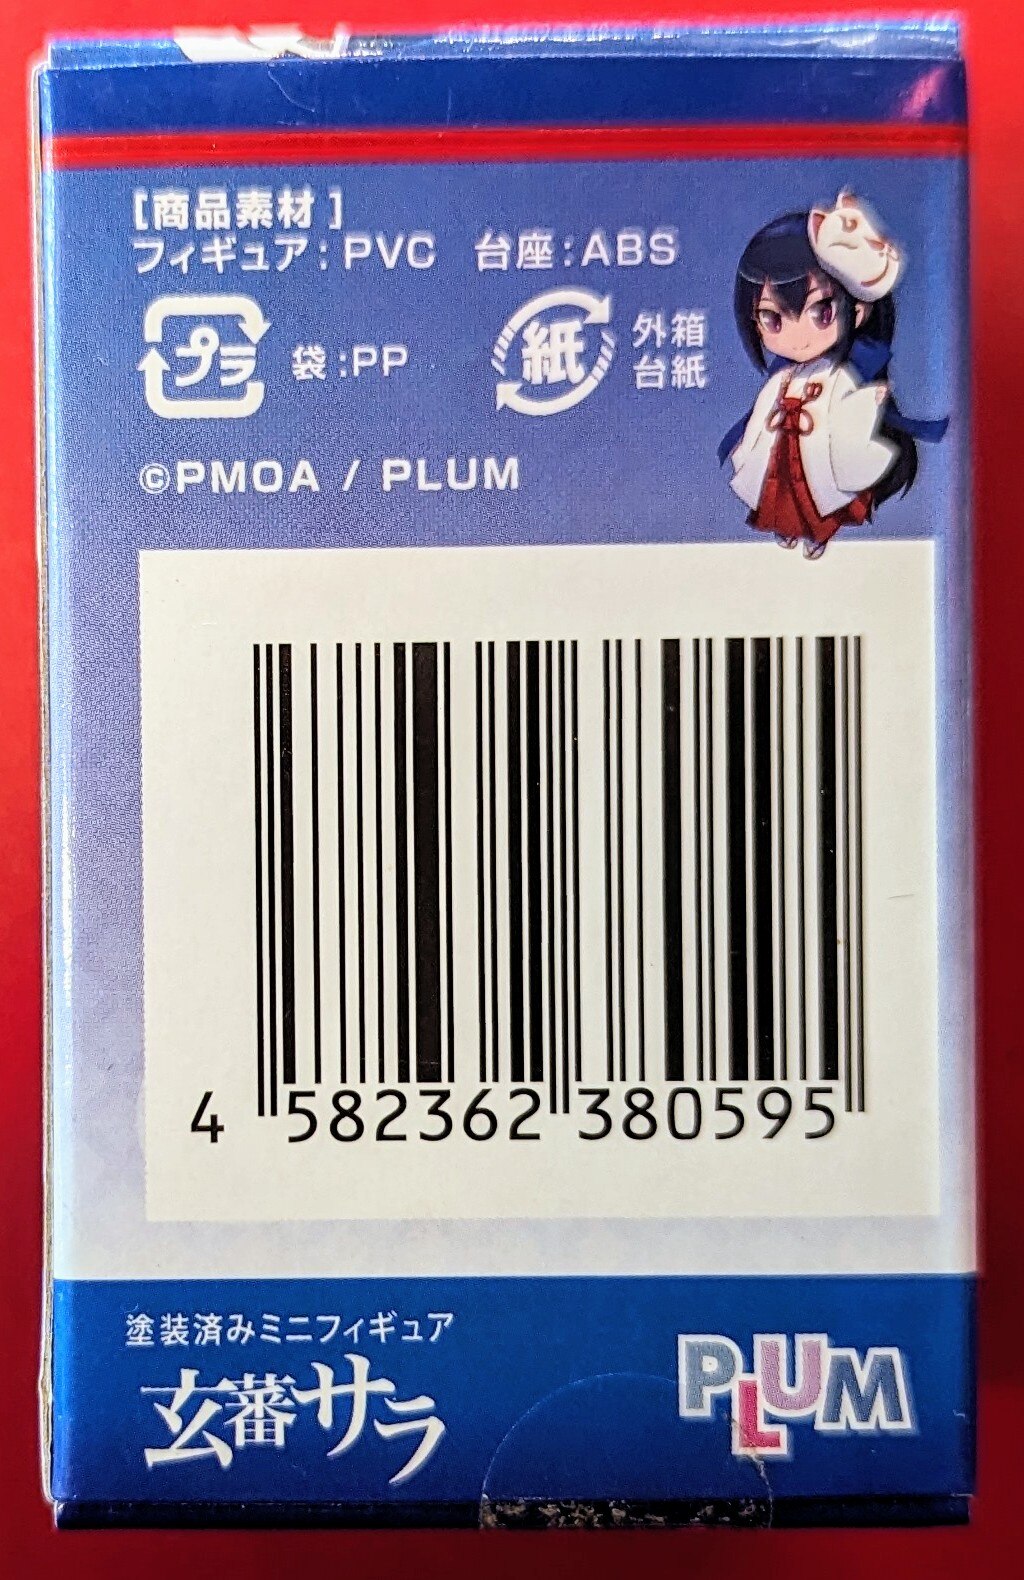 [商品素材]
フィギュア:PVC 台座:ABS
プラ 袋:PP 紙 外箱
台紙
©PMOA / PLUM
4 582362 380595
塗装済みミニフィギュア
玄蕃サラ
PLUM